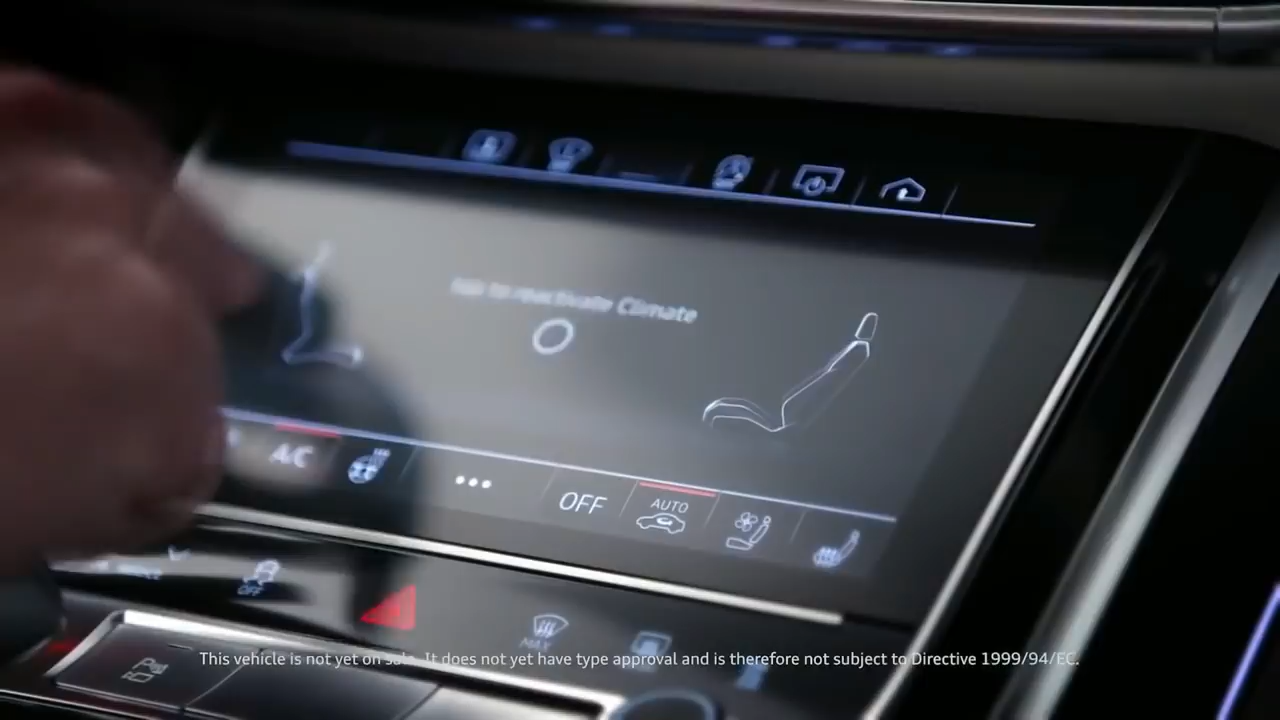 to reactivate Climate
A/C
OFF
AUTO
OFF
MAX
This vehicle is not yet on sale. It does not yet have type approval and is therefore not subject to Directive 1999/94/EC.